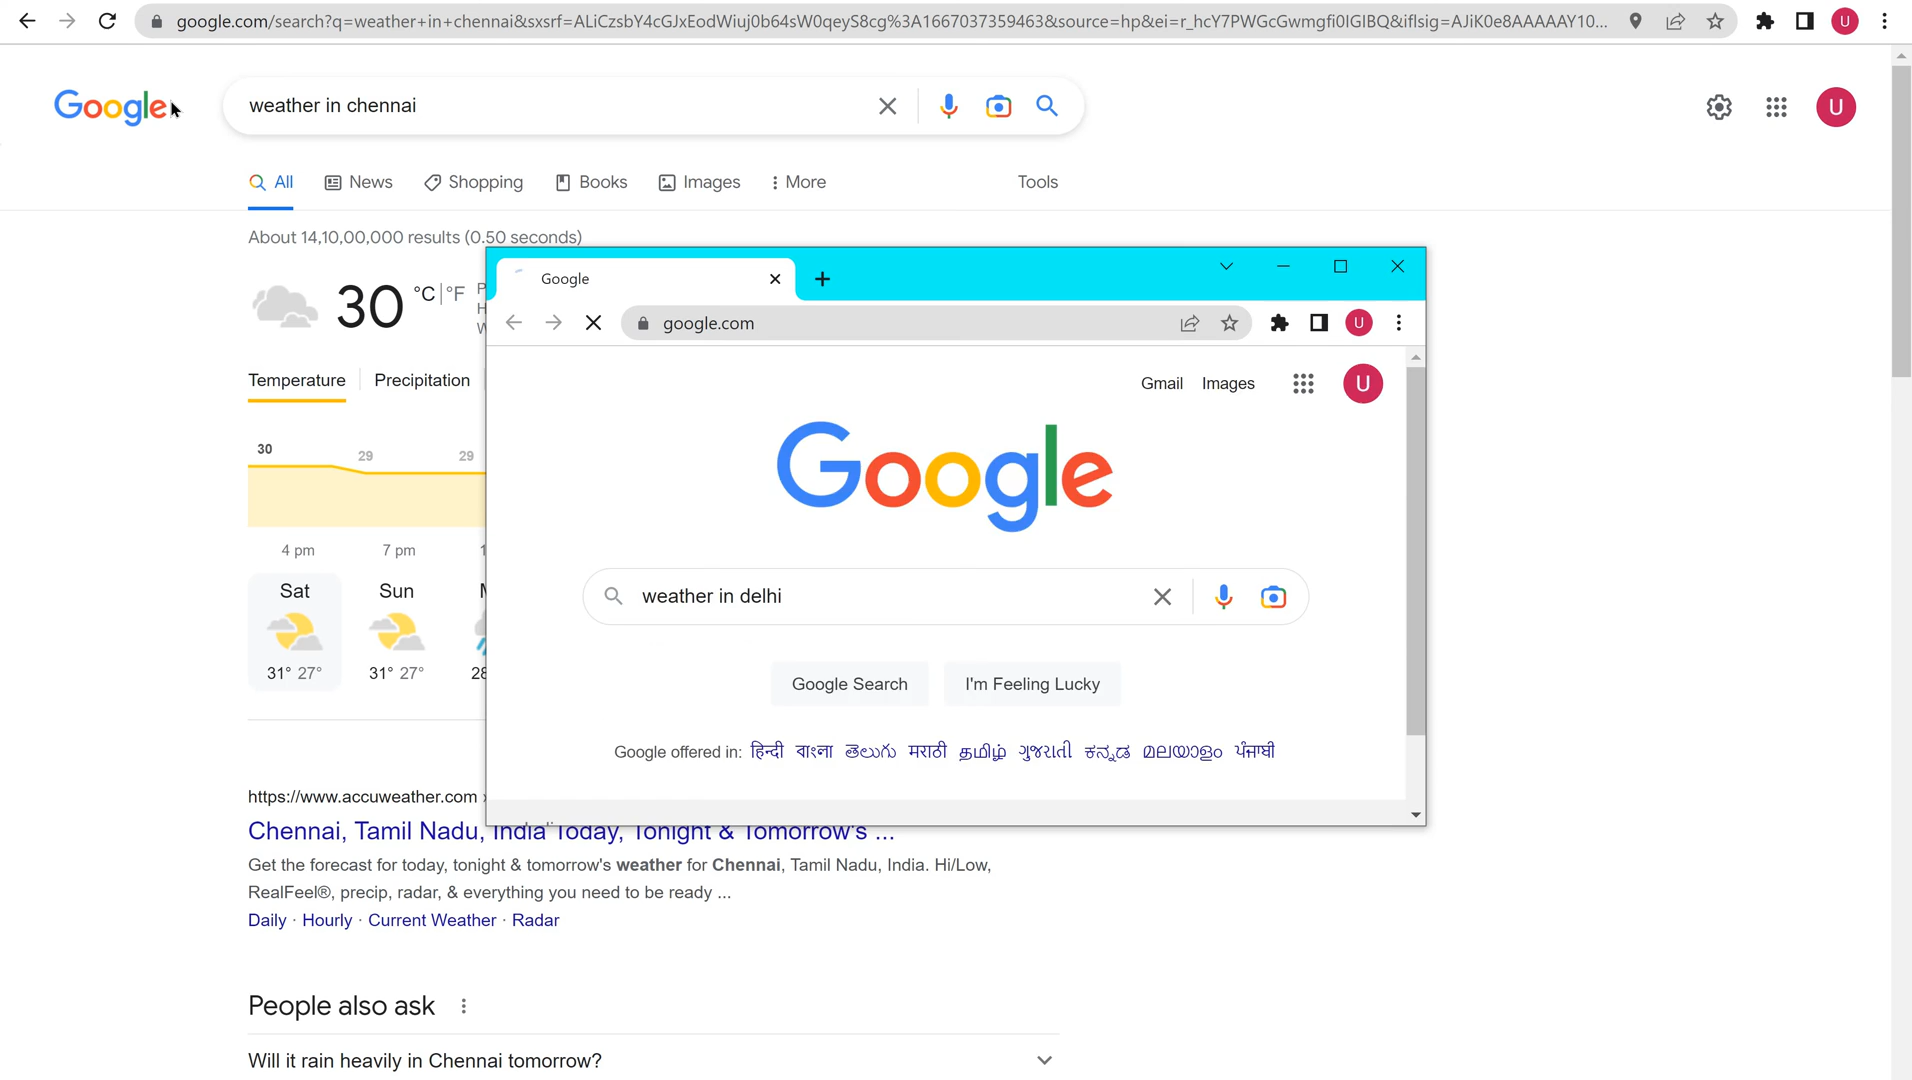 google.com/search?q=weather+in+chennai&sxsrf=ALiCzsbY4cGJxEodWiuj0b64sW0qeyS8cg%3A1667037359463&source=hp&ei=r_hcY7PWGcGwmgfi0IGIBQ&iflsig=AJiK0e8AAAAAY10...
U
Google
weather in chennai
U
All News Shopping Books Images More Tools
About 14,10,00,000 results (0.50 seconds)
30 °C | °F
P
H
W
Temperature
Precipitation
30
29
29
4 pm
7 pm
1
Sat
Sun
M
31° 27°
31° 27°
28
Google
google.com
U
Gmail Images
U
Google
weather in delhi
Google Search
I'm Feeling Lucky
Google offered in: हिन्दी বাংলা తెలుగు मराठी தமிழ் ગુજરાતી ಕನ್ನಡ മലയാളം ਪੰਜਾਬੀ
https://www.accuweather.com ›
Chennai, Tamil Nadu, India Today, Tonight & Tomorrow's ...
Get the forecast for today, tonight & tomorrow's weather for Chennai, Tamil Nadu, India. Hi/Low,
RealFeel®, precip, radar, & everything you need to be ready ...
Daily · Hourly · Current Weather · Radar
People also ask
Will it rain heavily in Chennai tomorrow?